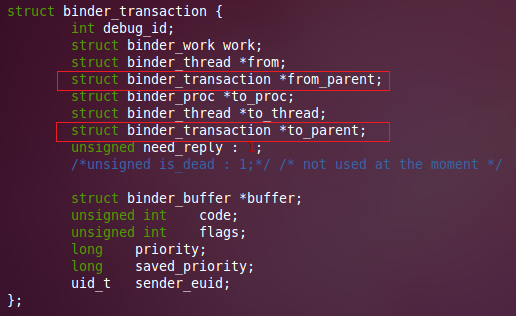 struct binder_transaction {
        int debug_id;
        struct binder_work work;
        struct binder_thread *from;
        struct binder_transaction *from_parent;
        struct binder_proc *to_proc;
        struct binder_thread *to_thread;
        struct binder_transaction *to_parent;
        unsigned need_reply : 1;
        /*unsigned is_dead : 1;*/ /* not used at the moment */

        struct binder_buffer *buffer;
        unsigned int    code;
        unsigned int    flags;
        long    priority;
        long    saved_priority;
        uid_t   sender_euid;
};